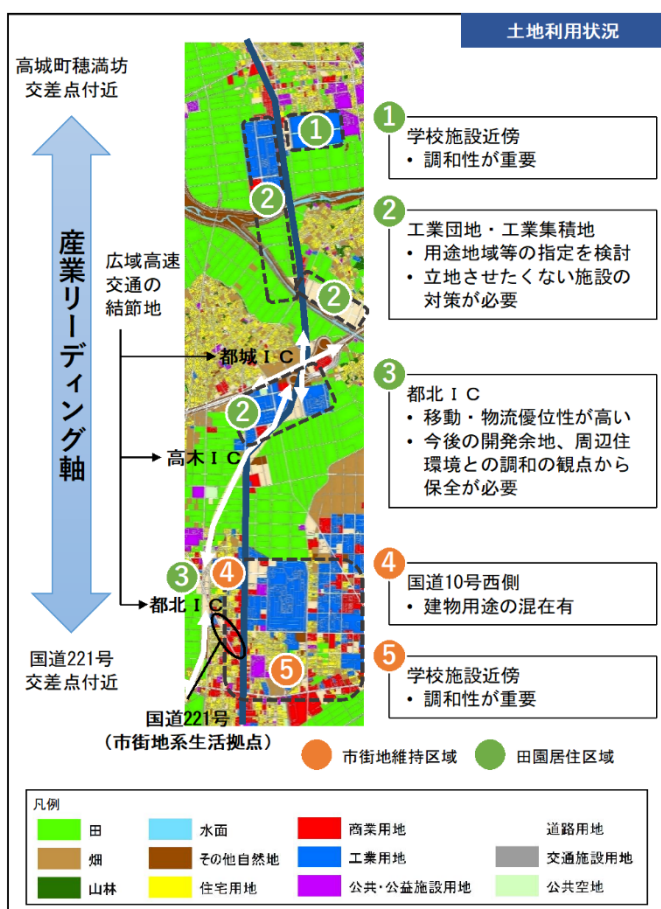 土地利用状況
高城町穂満坊
交差点付近
産業リーディング軸
国道221号
交差点付近
広域高速
交通の
結節地
都城ＩＣ
高木ＩＣ
都北ＩＣ
国道221号
（市街地系生活拠点）
1
2
2
2
3
4
5
1
学校施設近傍
• 調和性が重要
2
工業団地・工業集積地
• 用途地域等の指定を検討
• 立地させたくない施設の
対策が必要
3
都北ＩＣ
• 移動・物流優位性が高い
• 今後の開発余地、周辺住
環境との調和の観点から
保全が必要
4
国道10号西側
• 建物用途の混在有
5
学校施設近傍
• 調和性が重要
市街地維持区域
田園居住区域
凡例
田
水面
商業用地
道路用地
畑
その他自然地
工業用地
交通施設用地
山林
住宅用地
公共・公益施設用地
公共空地